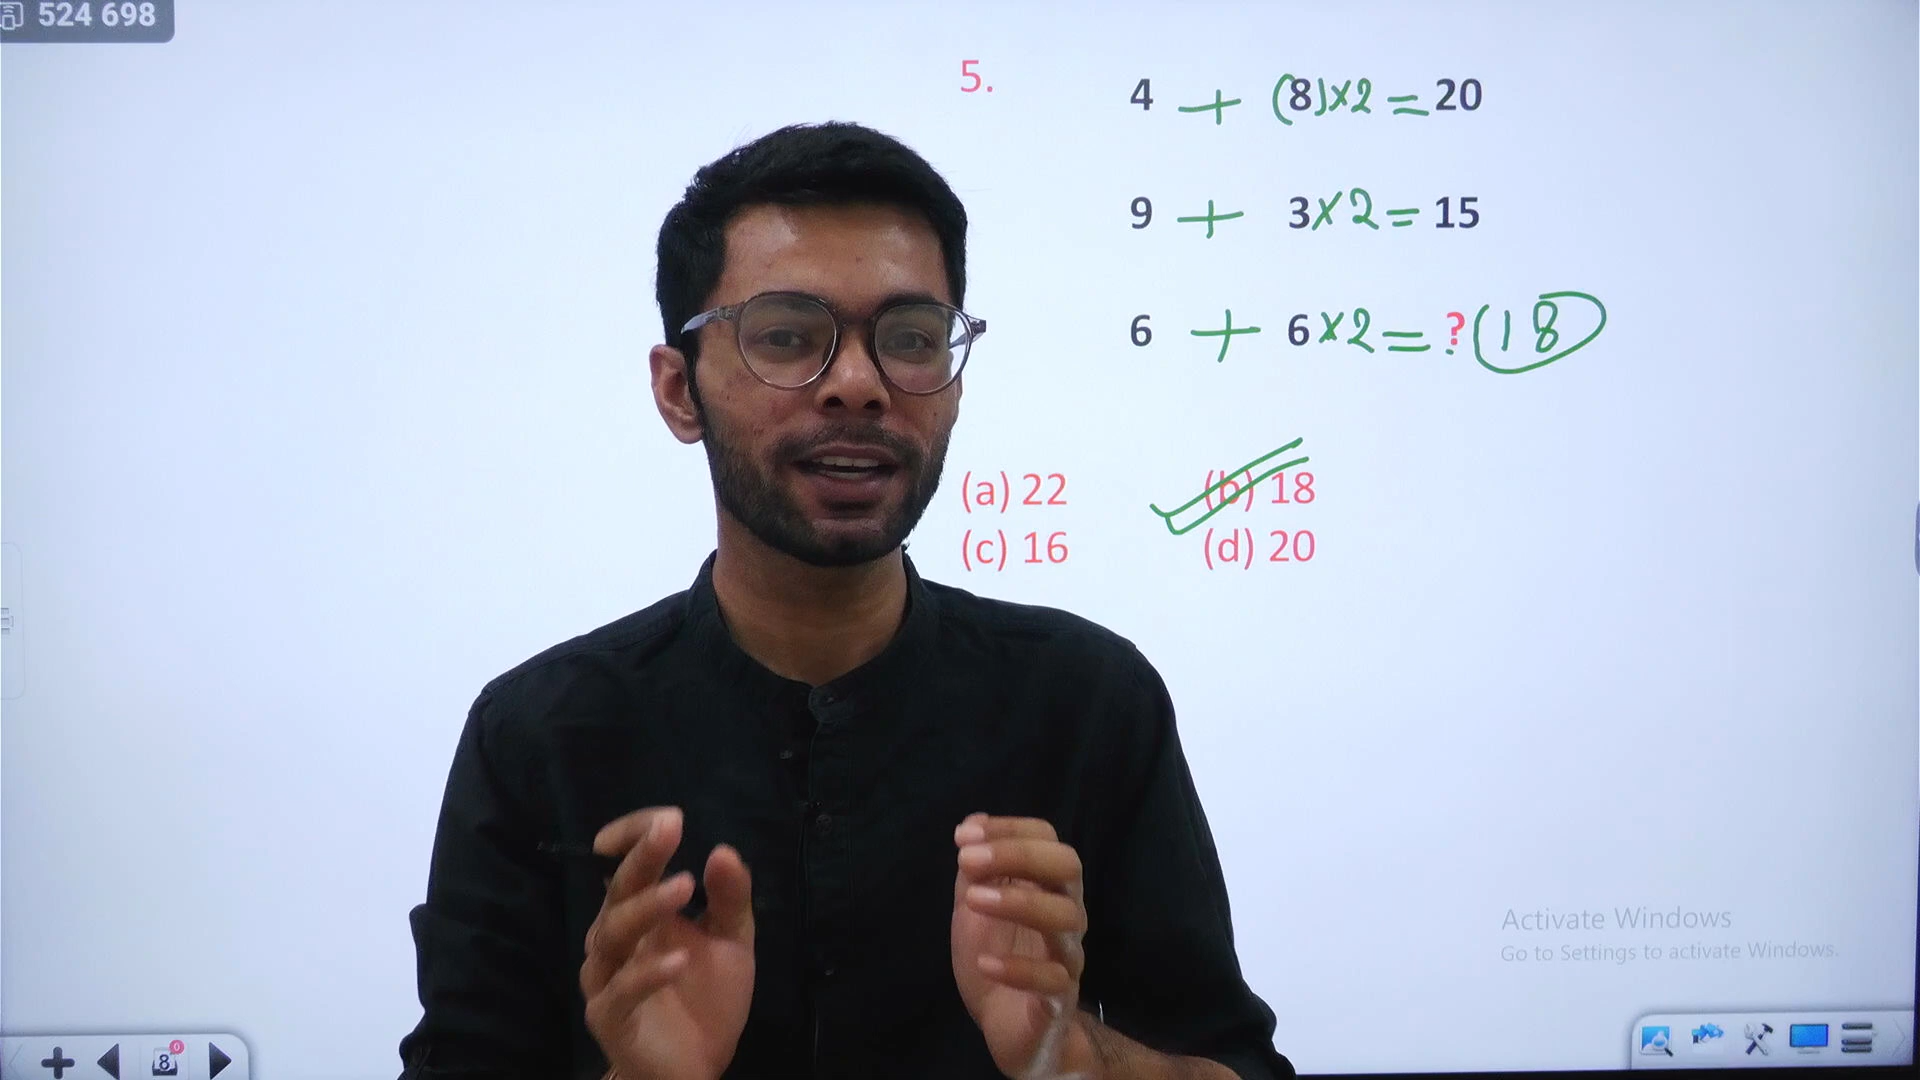 524 698
5.
4 + (8)×2 = 20
9 + 3×2 = 15
6 + 6×2 = ? 18
(a) 22 (b) 18
(c) 16 (d) 20
Activate Windows
Go to Settings to activate Windows.
8 0